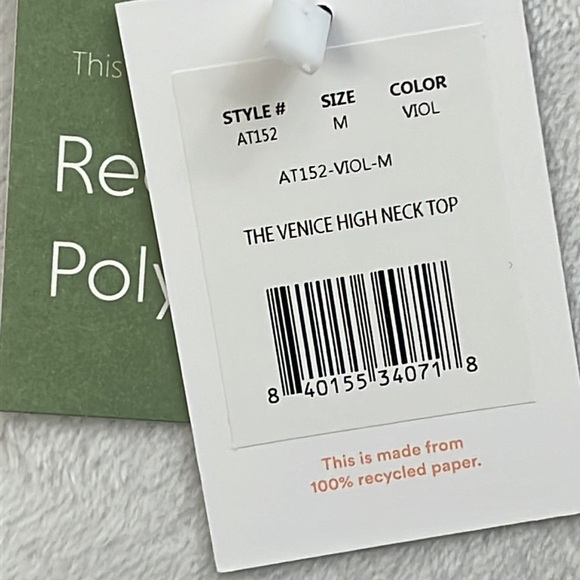 This
Re
Poly
STYLE # SIZE COLOR
AT152 M VIOL
AT152-VIOL-M
THE VENICE HIGH NECK TOP
8 40155 34071 8
This is made from
100% recycled paper.